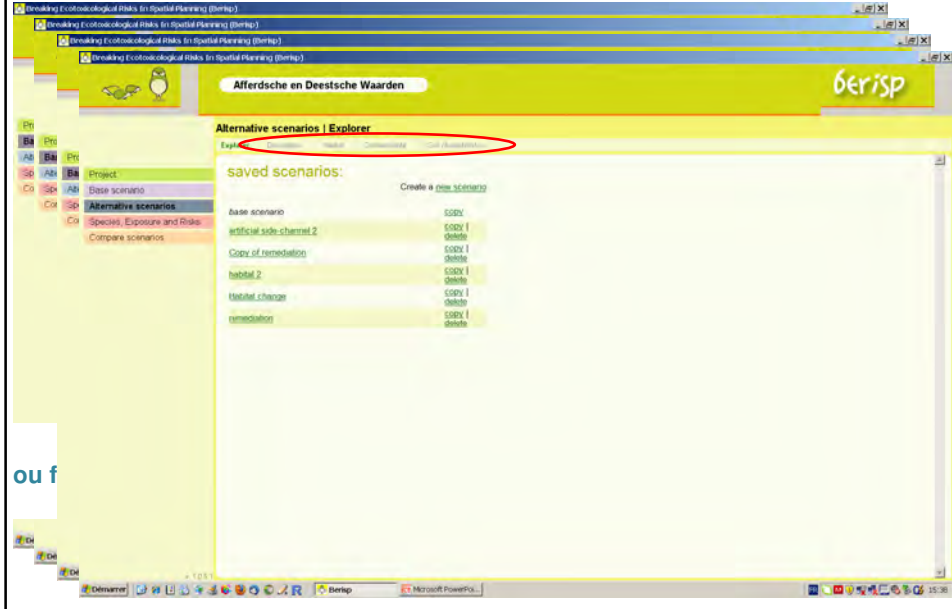 Breaking Ecotoxicological Risks In Spatial Planning (Berisp)
Breaking Ecotoxicological Risks In Spatial Planning (Berisp)
Breaking Ecotoxicological Risks In Spatial Planning (Berisp)
Breaking Ecotoxicological Risks In Spatial Planning (Berisp)
Afferdsche en Deestsche Waarden
berisp
Alternative scenarios | Explorer
Explorer Description Habitat Contaminants
saved scenarios:
Create a new scenario
Project
Base scenario
Alternative scenarios
Species, Exposure and Risks
Compare scenarios
base scenario copy
artificial side-channel 2 copy | delete
Copy of remediation copy | delete
habitat 2 copy | delete
Habitat change copy | delete
remediation copy | delete
ou f
Démarrer
Berisp
Microsoft PowerPoi...
15:38